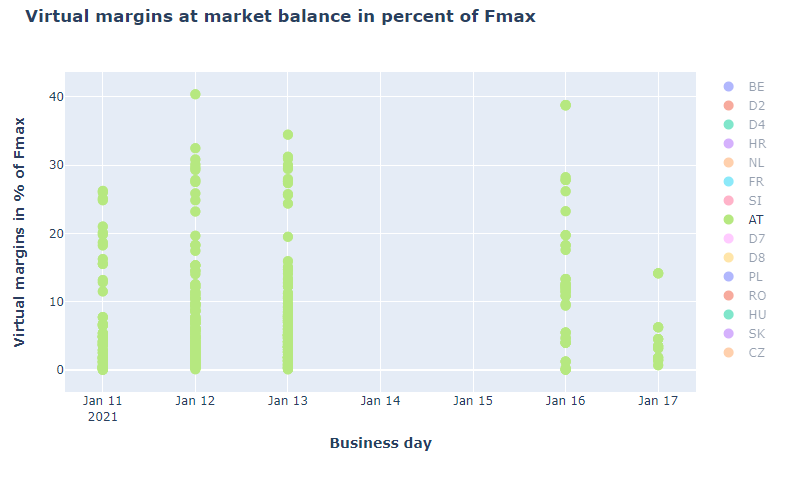 Virtual margins at market balance in percent of Fmax
Virtual margins in % of Fmax
40
30
20
10
0
Jan 11
2021
Jan 12
Jan 13
Jan 14
Jan 15
Jan 16
Jan 17
Business day
BE
D2
D4
HR
NL
FR
SI
AT
D7
D8
PL
RO
HU
SK
CZ